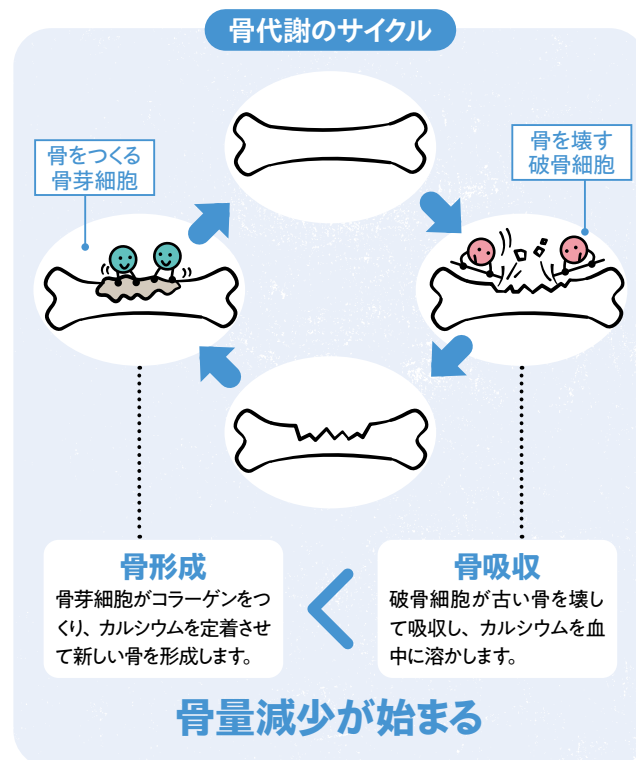 骨代謝のサイクル
骨をつくる
骨芽細胞
骨を壊す
破骨細胞
骨形成
骨芽細胞がコラーゲンをつ
くり、カルシウムを定着させ
て新しい骨を形成します。
<
骨吸収
破骨細胞が古い骨を壊し
て吸収し、カルシウムを血
中に溶かします。
骨量減少が始まる